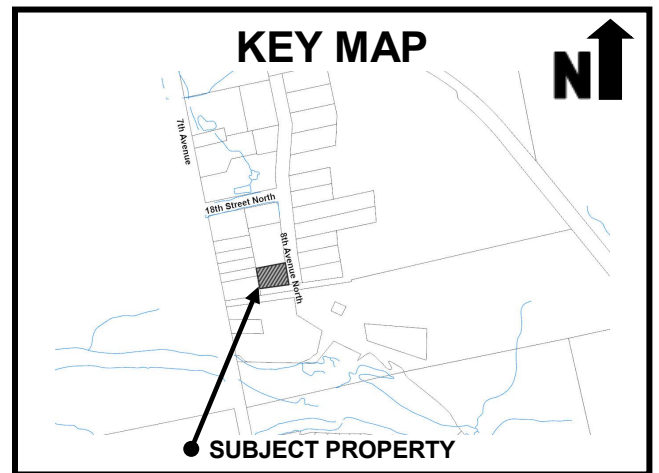 KEY MAP
N
7th Avenue
18th Street North
8th Avenue North
SUBJECT PROPERTY